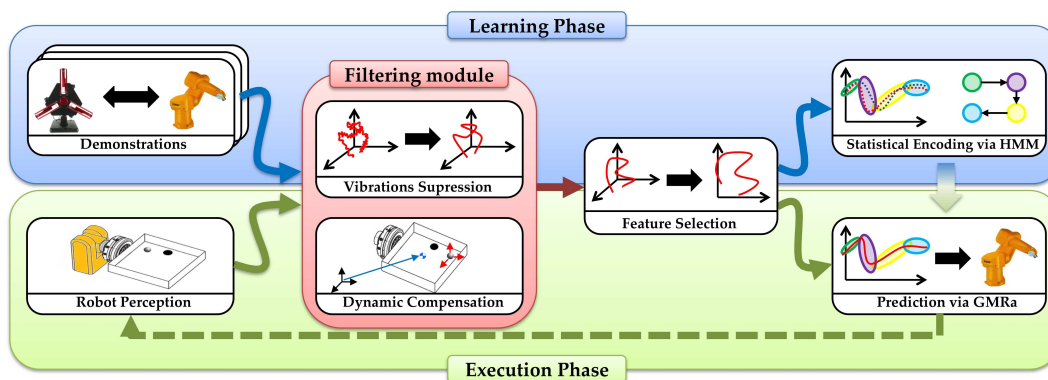 Learning Phase
Filtering module
Demonstrations
Vibrations Supression
Statistical Encoding via HMM
Feature Selection
Robot Perception
Dynamic Compensation
Prediction via GMRa
Execution Phase